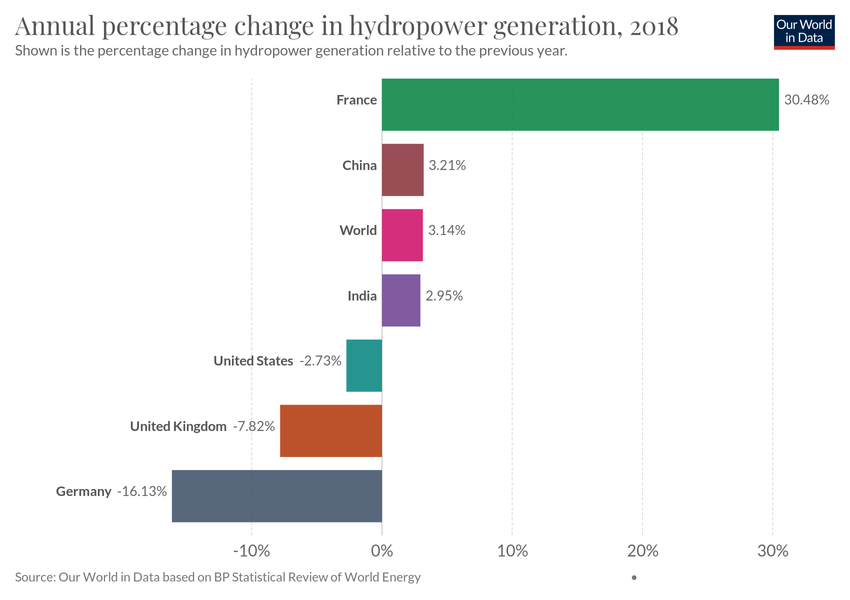 Annual percentage change in hydropower generation, 2018
Shown is the percentage change in hydropower generation relative to the previous year.
Our World
in Data
France 30.48%
China 3.21%
World 3.14%
India 2.95%
United States -2.73%
United Kingdom -7.82%
Germany -16.13%
-10% 0% 10% 20% 30%
Source: Our World in Data based on BP Statistical Review of World Energy •